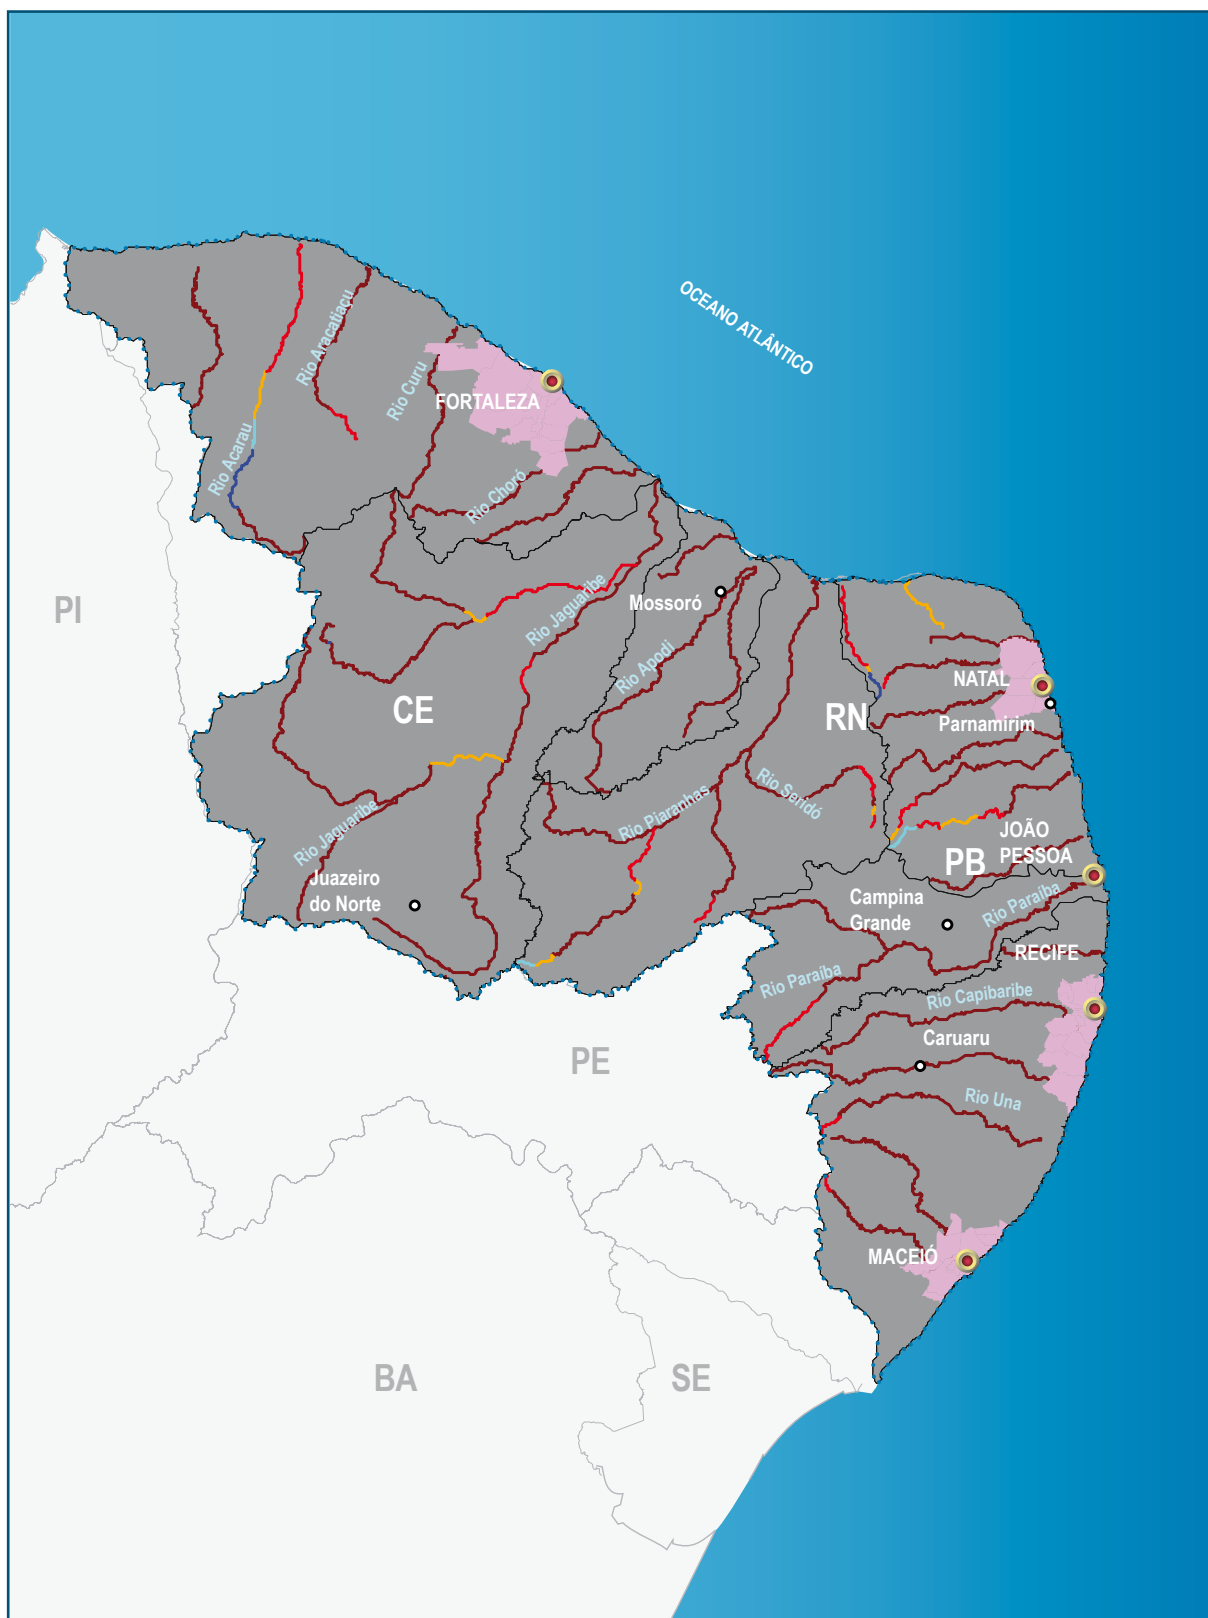 OCEANO ATLÂNTICO
Rio Aracatiaçu
Rio Curu
FORTALEZA
Rio Acarau
Rio Choró
Rio Jaguaribe
Mossoró
PI
Rio Apodi
NATAL
CE
RN
Parnamirim
Rio Seridó
Rio Piaranhas
Rio Jaguaribe
JOÃO
PESSOA
PB
Juazeiro
do Norte
Campina
Grande
Rio Paraíba
RECIFE
Rio Paraíba
Rio Capibaribe
Caruaru
PE
Rio Una
MACEIÓ
BA
SE